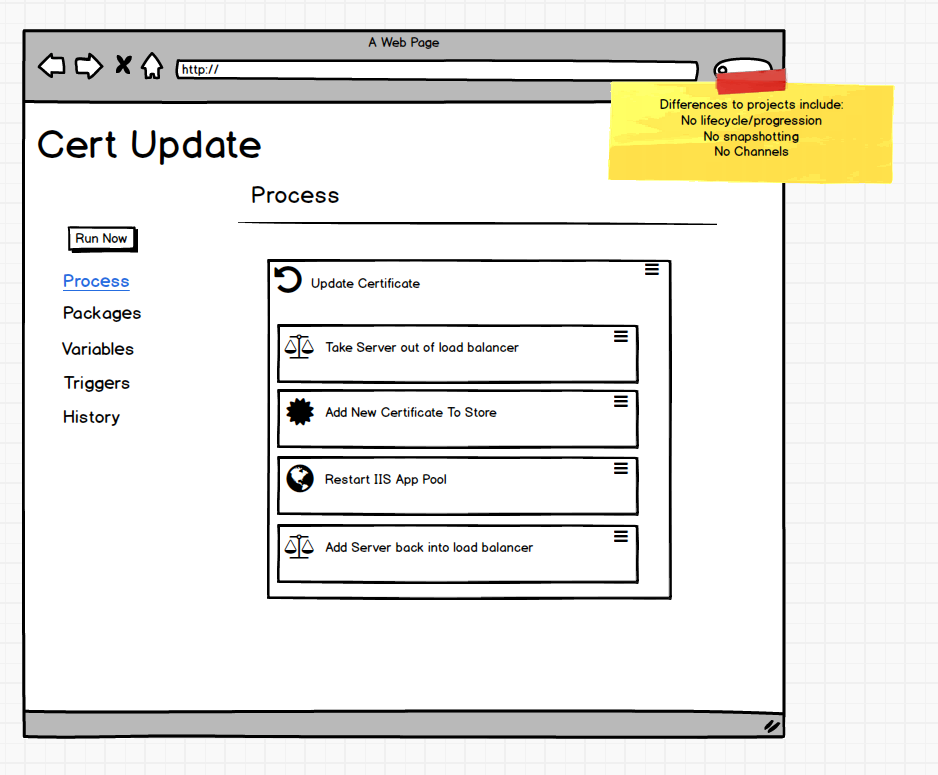 A Web Page
http://
Differences to projects include:
No lifecycle/progression
No snapshotting
No Channels
Cert Update
Process
Run Now
Process
Packages
Variables
Triggers
History
Update Certificate
Take Server out of load balancer
Add New Certificate To Store
Restart IIS App Pool
Add Server back into load balancer